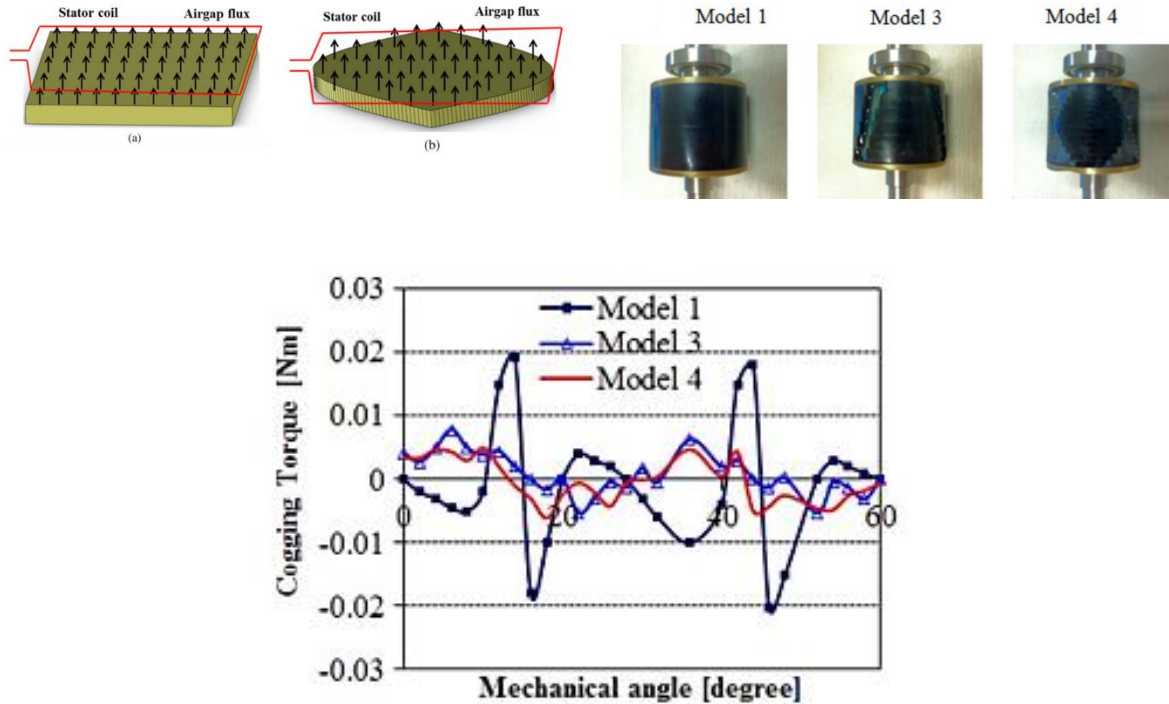 Stator coil Airgap flux
(a)
Stator coil Airgap flux
(b)
Model 1 Model 3 Model 4
0.03
0.02
0.01
0
-0.01
-0.02
-0.03
Cogging Torque [Nm]
Model 1
Model 3
Model 4
0 20 40 60
Mechanical angle [degree]